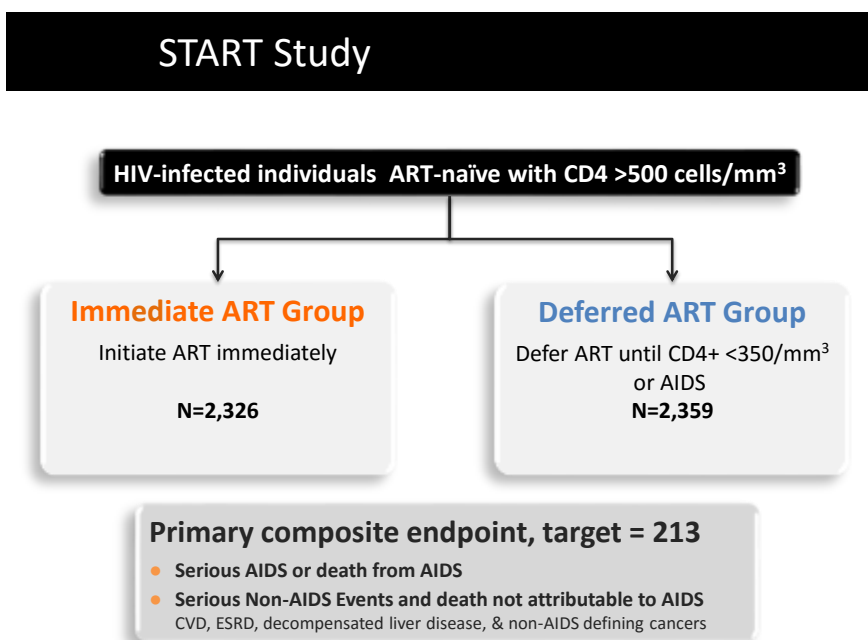 START Study
HIV-infected individuals  ART-naïve with CD4 >500 cells/mm³
Immediate ART Group
Initiate ART immediately
N=2,326
Deferred ART Group
Defer ART until CD4+ <350/mm³
or AIDS
N=2,359
Primary composite endpoint, target = 213
● Serious AIDS or death from AIDS
● Serious Non-AIDS Events and death not attributable to AIDS
CVD, ESRD, decompensated liver disease, & non-AIDS defining cancers